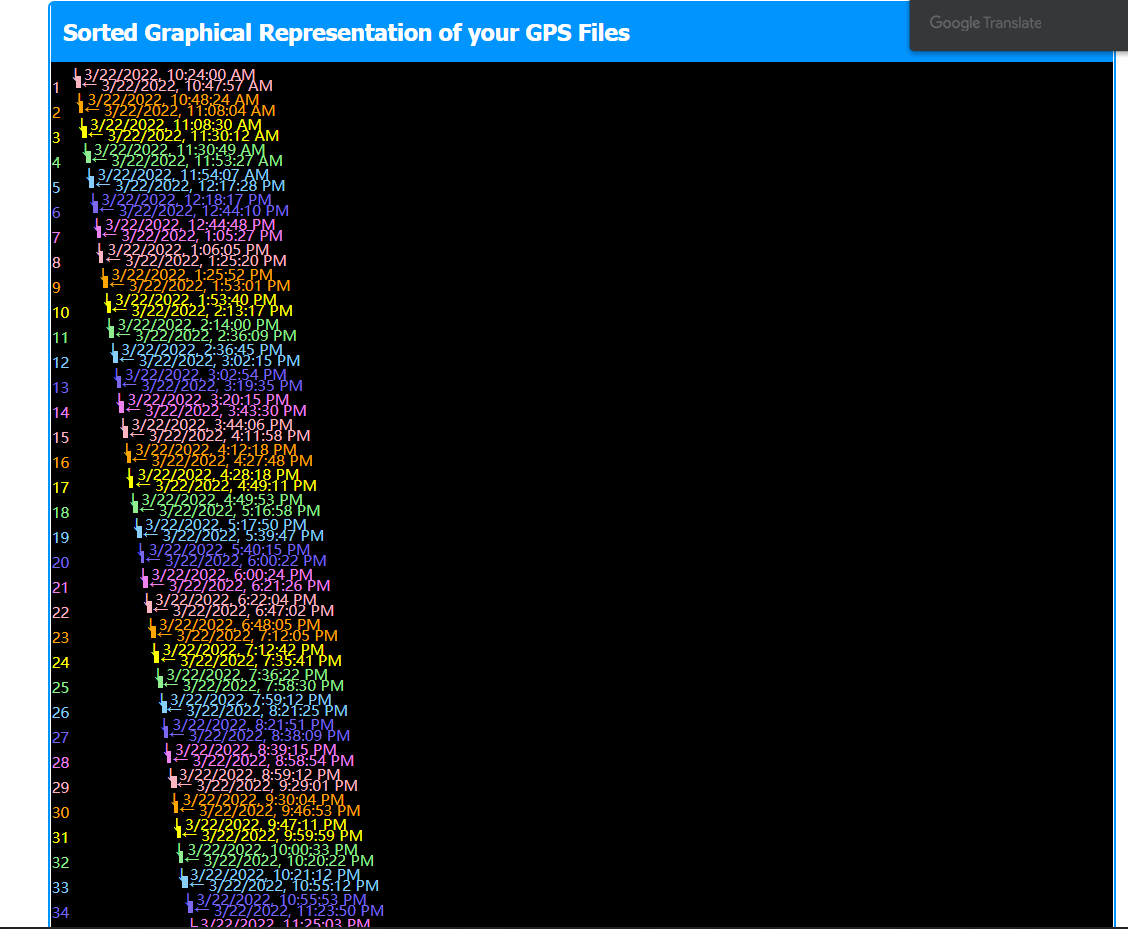 Sorted Graphical Representation of your GPS Files
Google Translate
3/22/2022, 10:24:00 AM
1 ← 3/22/2022, 10:47:57 AM
3/22/2022, 10:48:24 AM
2 ← 3/22/2022, 11:08:04 AM
3/22/2022, 11:08:30 AM
3 ← 3/22/2022, 11:30:12 AM
3/22/2022, 11:30:49 AM
4 ← 3/22/2022, 11:53:27 AM
3/22/2022, 11:54:07 AM
5 ← 3/22/2022, 12:17:28 PM
3/22/2022, 12:18:17 PM
6 ← 3/22/2022, 12:44:10 PM
3/22/2022, 12:44:48 PM
7 ← 3/22/2022, 1:05:27 PM
3/22/2022, 1:06:05 PM
8 ← 3/22/2022, 1:25:20 PM
3/22/2022, 1:25:52 PM
9 ← 3/22/2022, 1:53:01 PM
3/22/2022, 1:53:40 PM
10 ← 3/22/2022, 2:13:17 PM
3/22/2022, 2:14:00 PM
11 ← 3/22/2022, 2:36:09 PM
3/22/2022, 2:36:45 PM
12 ← 3/22/2022, 3:02:15 PM
3/22/2022, 3:02:54 PM
13 ← 3/22/2022, 3:19:35 PM
3/22/2022, 3:20:15 PM
14 ← 3/22/2022, 3:43:30 PM
3/22/2022, 3:44:06 PM
15 ← 3/22/2022, 4:11:58 PM
3/22/2022, 4:12:18 PM
16 ← 3/22/2022, 4:27:48 PM
3/22/2022, 4:28:18 PM
17 ← 3/22/2022, 4:49:11 PM
3/22/2022, 4:49:53 PM
18 ← 3/22/2022, 5:16:58 PM
3/22/2022, 5:17:50 PM
19 ← 3/22/2022, 5:39:47 PM
3/22/2022, 5:40:15 PM
20 ← 3/22/2022, 6:00:22 PM
3/22/2022, 6:00:24 PM
21 ← 3/22/2022, 6:21:26 PM
3/22/2022, 6:22:04 PM
22 ← 3/22/2022, 6:47:02 PM
3/22/2022, 6:48:05 PM
23 ← 3/22/2022, 7:12:05 PM
3/22/2022, 7:12:42 PM
24 ← 3/22/2022, 7:35:41 PM
3/22/2022, 7:36:22 PM
25 ← 3/22/2022, 7:58:30 PM
3/22/2022, 7:59:12 PM
26 ← 3/22/2022, 8:21:25 PM
3/22/2022, 8:21:51 PM
27 ← 3/22/2022, 8:38:09 PM
3/22/2022, 8:39:15 PM
28 ← 3/22/2022, 8:58:54 PM
3/22/2022, 8:59:12 PM
29 ← 3/22/2022, 9:29:01 PM
3/22/2022, 9:30:04 PM
30 ← 3/22/2022, 9:46:53 PM
3/22/2022, 9:47:11 PM
31 ← 3/22/2022, 9:59:59 PM
3/22/2022, 10:00:33 PM
32 ← 3/22/2022, 10:20:22 PM
3/22/2022, 10:21:12 PM
33 ← 3/22/2022, 10:55:12 PM
3/22/2022, 10:55:53 PM
34 ← 3/22/2022, 11:23:50 PM
3/22/2022, 11:25:03 PM